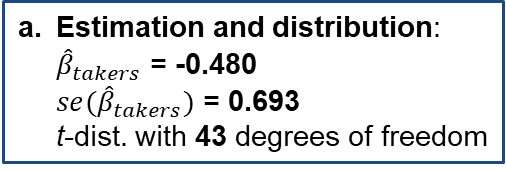 a. Estimation and distribution:
β̂takers = -0.480
se(β̂takers) = 0.693
t-dist. with 43 degrees of freedom